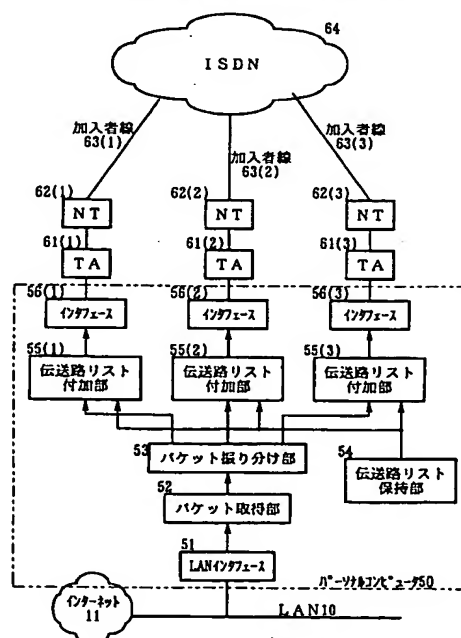 64
ISDN
加入者線
63(1)
加入者線
63(2)
加入者線
63(3)
62(1)
NT
62(2)
NT
62(3)
NT
61(1)
TA
61(2)
TA
61(3)
TA
56(1)
インタフェース
56(2)
インタフェース
56(3)
インタフェース
55(1)
伝送路リスト
付加部
55(2)
伝送路リスト
付加部
55(3)
伝送路リスト
付加部
53
パケット振り分け部
54
伝送路リスト
保持部
52
パケット取得部
51
LANインタフェース
パーソナルコンピュータ50
インターネット
11
LAN10